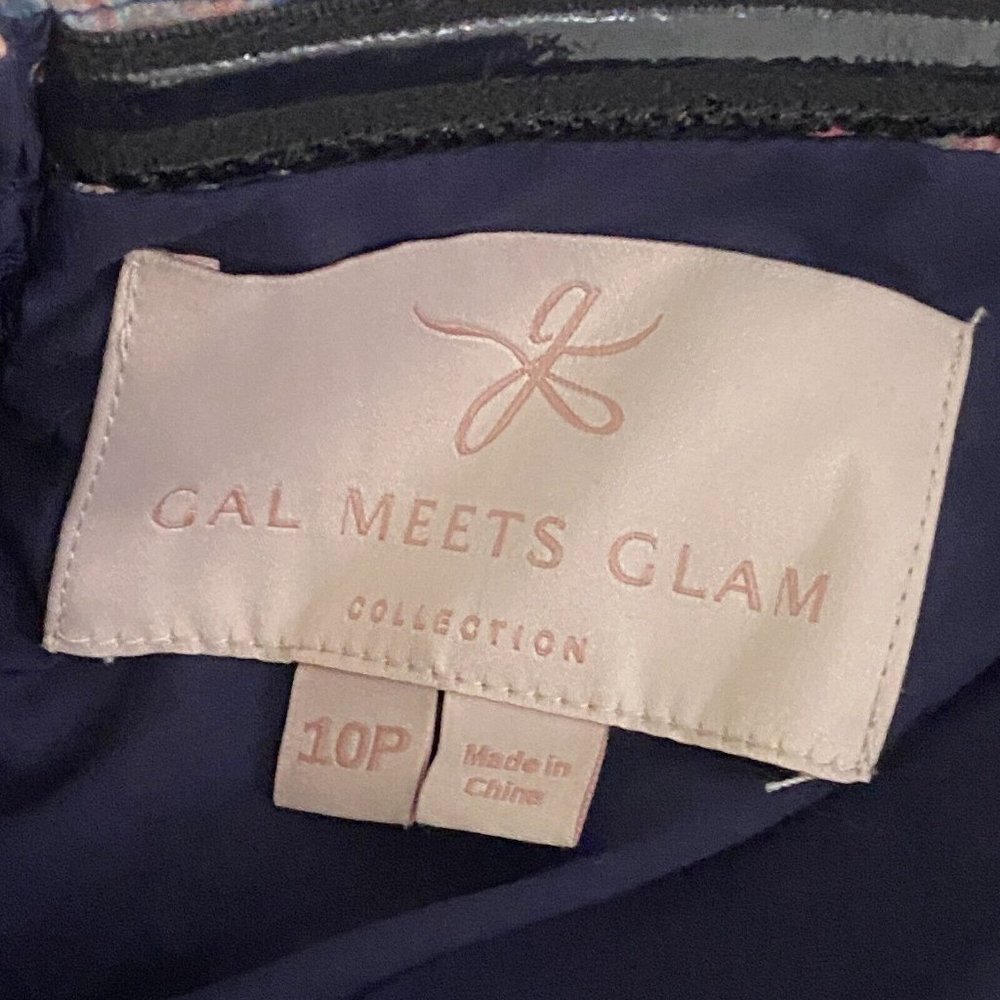 GAL MEETS GLAM
COLLECTION
10P
Made in
China